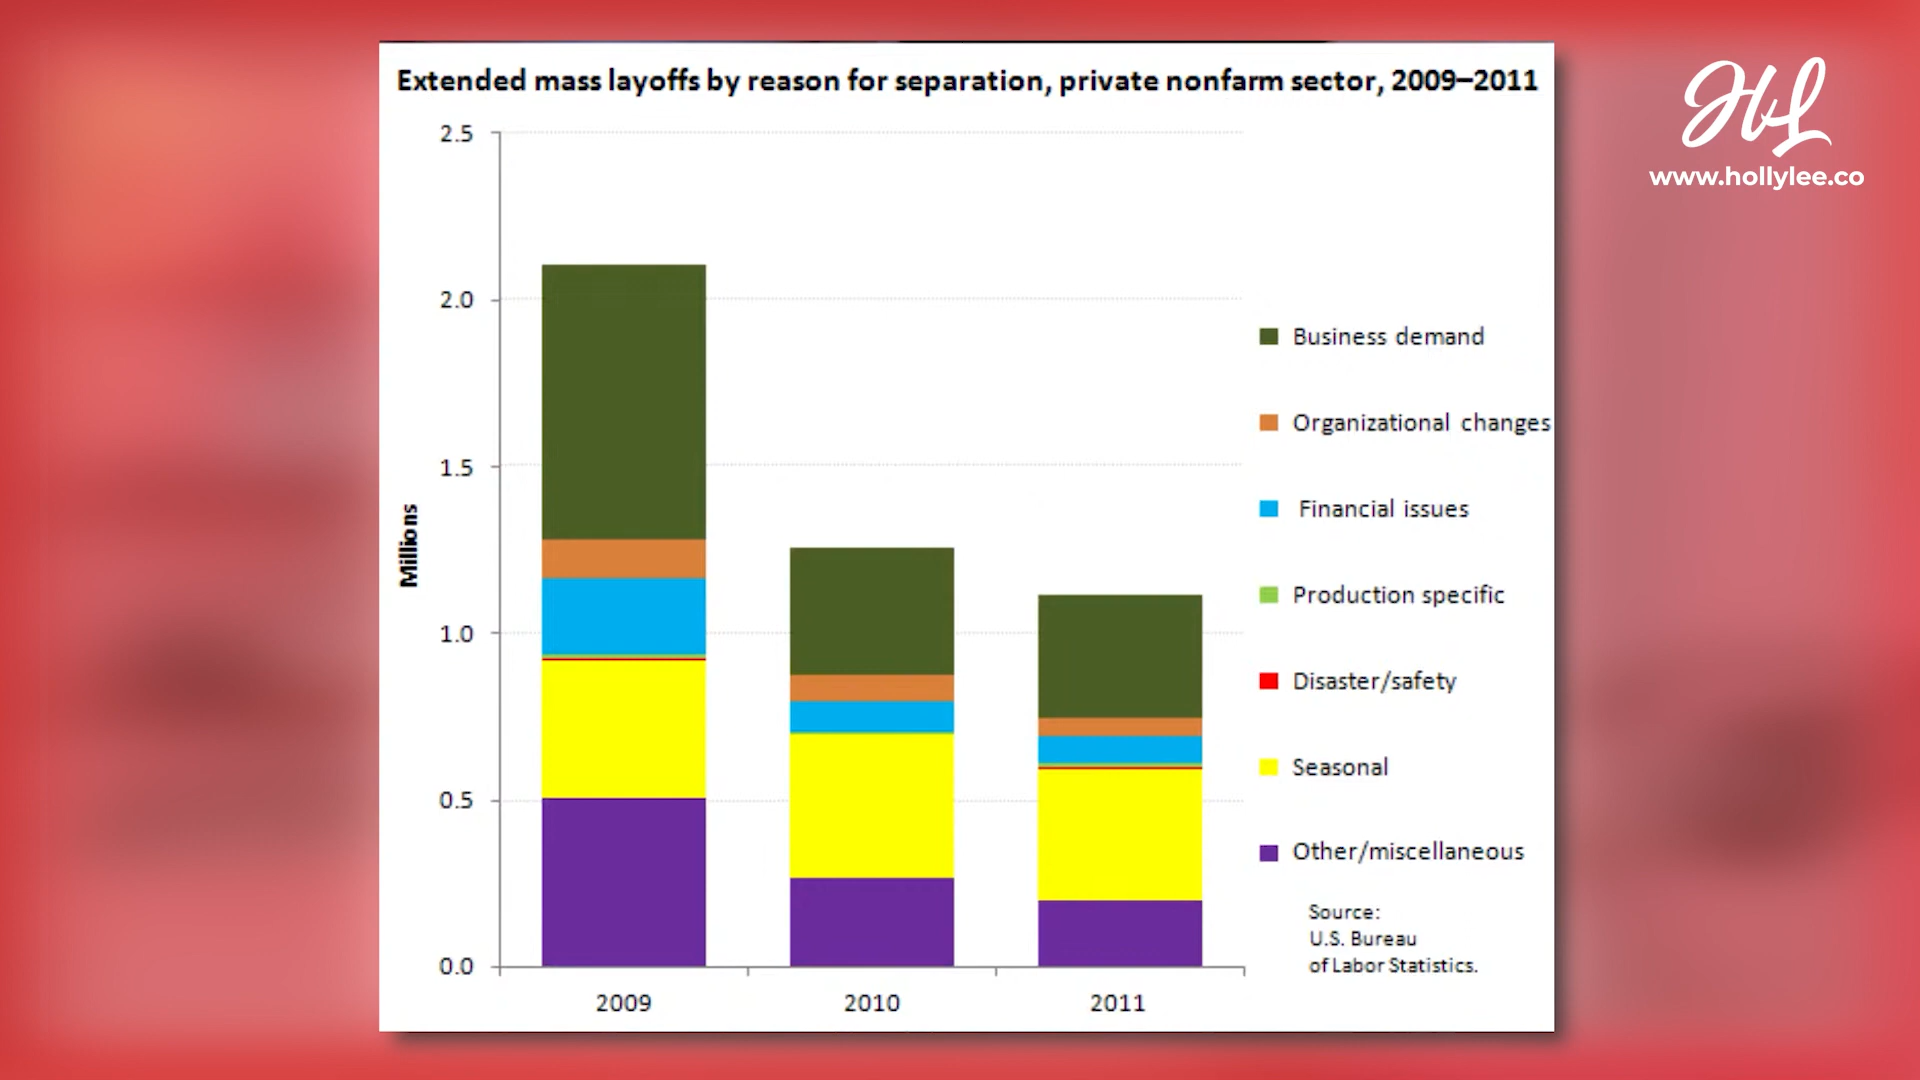 Extended mass layoffs by reason for separation, private nonfarm sector, 2009–2011
HL
www.hollylee.co
2.5
2.0
1.5
1.0
0.5
0.0
Millions
2009
2010
2011
Business demand
Organizational changes
Financial issues
Production specific
Disaster/safety
Seasonal
Other/miscellaneous
Source:
U.S. Bureau
of Labor Statistics.